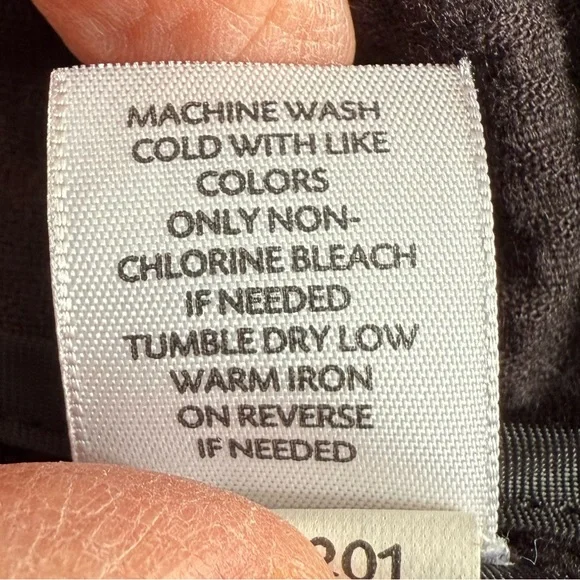 MACHINE WASH
COLD WITH LIKE
COLORS
ONLY NON-
CHLORINE BLEACH
IF NEEDED
TUMBLE DRY LOW
WARM IRON
ON REVERSE
IF NEEDED
201